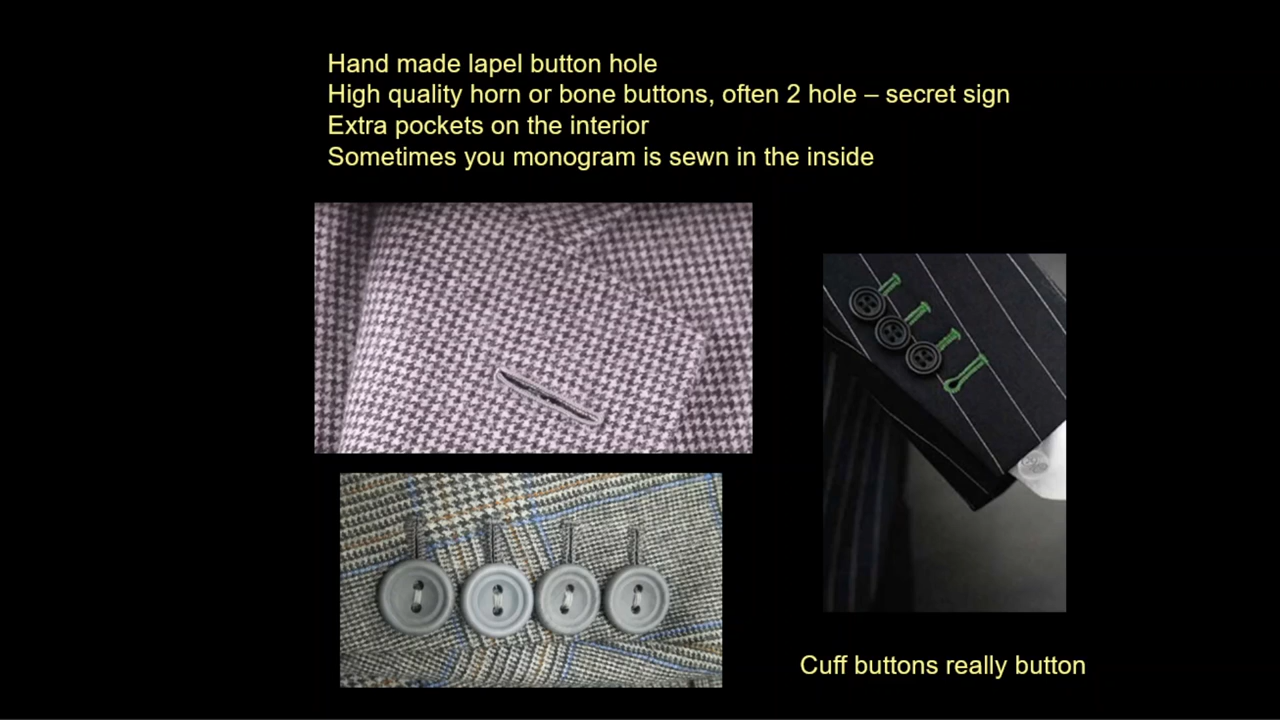 Hand made lapel button hole
High quality horn or bone buttons, often 2 hole – secret sign
Extra pockets on the interior
Sometimes you monogram is sewn in the inside
Cuff buttons really button